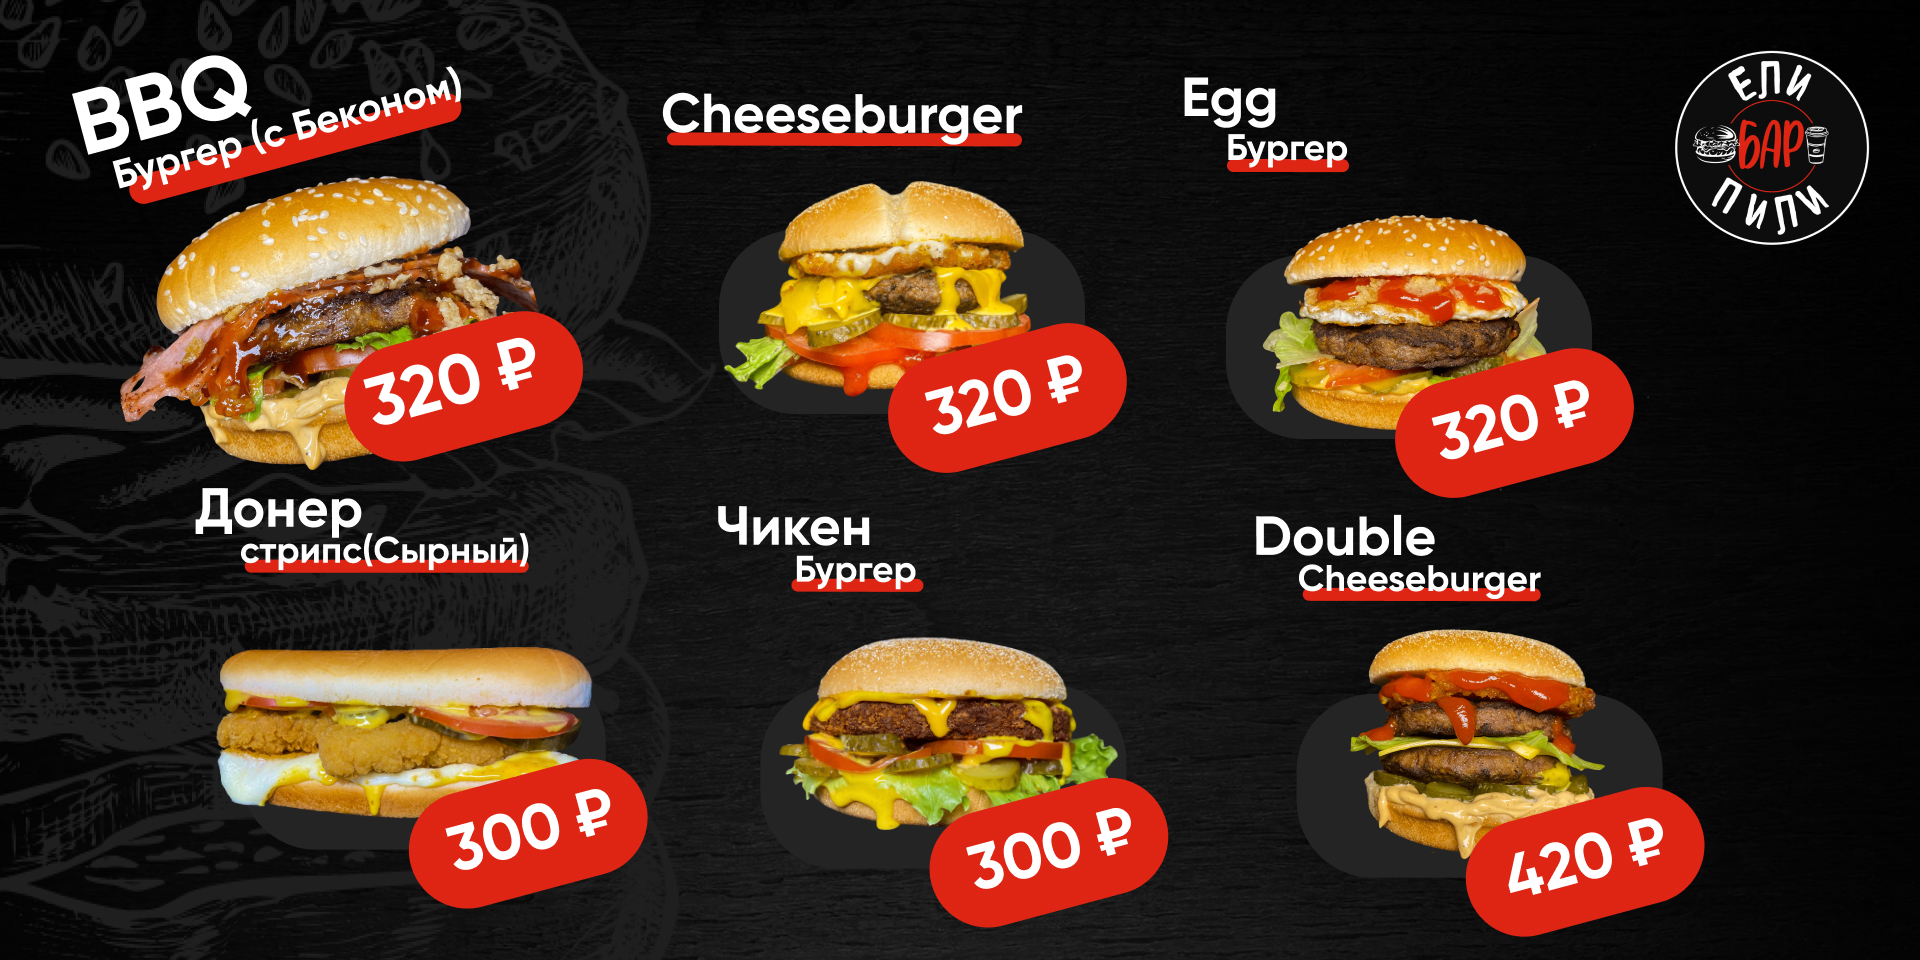 BBQ
Бургер (с Беконом)
320 ₽
Cheeseburger
320 ₽
Egg
Бургер
320 ₽
ЕЛИ
БАР
ПИЛИ
Донер
стрипс(Сырный)
300 ₽
Чикен
Бургер
300 ₽
Double
Cheeseburger
420 ₽